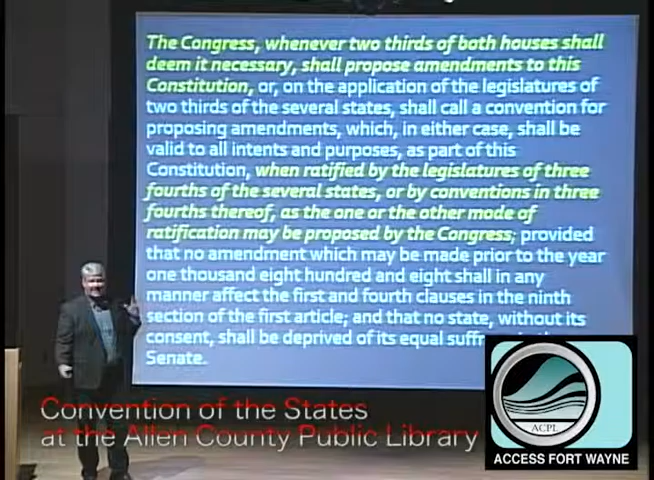 The Congress, whenever two thirds of both houses shall
deem it necessary, shall propose amendments to this
Constitution, or, on the application of the legislatures of
two thirds of the several states, shall call a convention for
proposing amendments, which, in either case, shall be
valid to all intents and purposes, as part of this
Constitution, when ratified by the legislatures of three
fourths of the several states, or by conventions in three
fourths thereof, as the one or the other mode of
ratification may be proposed by the Congress; provided
that no amendment which may be made prior to the year
one thousand eight hundred and eight shall in any
manner affect the first and fourth clauses in the ninth
section of the first article; and that no state, without its
consent, shall be deprived of its equal
Senate.
Convention of the States
at the Allen County Public Library
ACPL
ACCESS FORT WAYNE